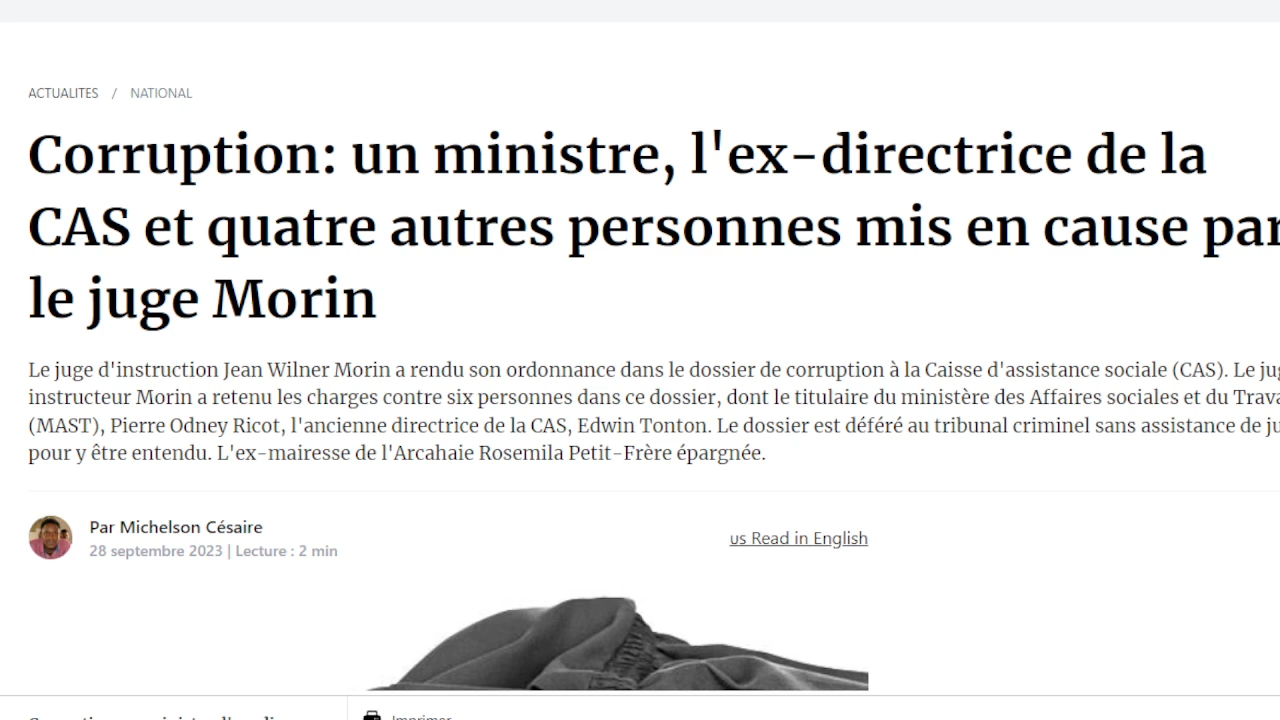 ACTUALITES / NATIONAL
Corruption: un ministre, l'ex-directrice de la
CAS et quatre autres personnes mis en cause par
le juge Morin
Le juge d'instruction Jean Wilner Morin a rendu son ordonnance dans le dossier de corruption à la Caisse d'assistance sociale (CAS). Le
instructeur Morin a retenu les charges contre six personnes dans ce dossier, dont le titulaire du ministère des Affaires sociales et du
(MAST), Pierre Odney Ricot, l'ancienne directrice de la CAS, Edwin Tonton. Le dossier est déféré au tribunal criminel sans assistance de
pour y être entendu. L'ex-mairesse de l'Arcahaie Rosemila Petit-Frère épargnée.
Par Michelson Césaire
28 septembre 2023 | Lecture : 2 min
us Read in English
Imprimer